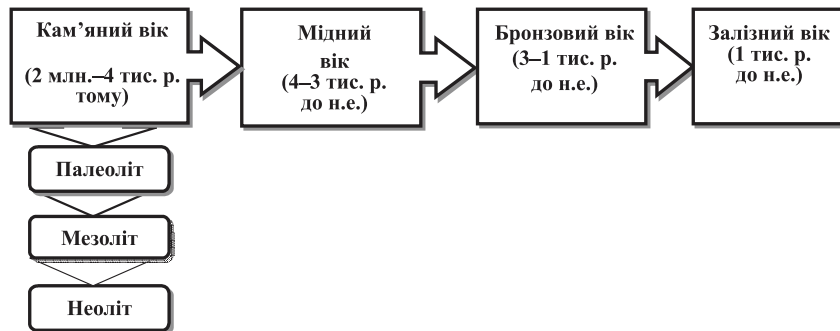 Кам’яний вік
(2 млн.–4 тис. р.
тому)
Мідний
вік
(4–3 тис. р.
до н.е.)
Бронзовий вік
(3–1 тис. р.
до н.е.)
Залізний вік
(1 тис. р.
до н.е.)
Палеоліт
Мезоліт
Неоліт